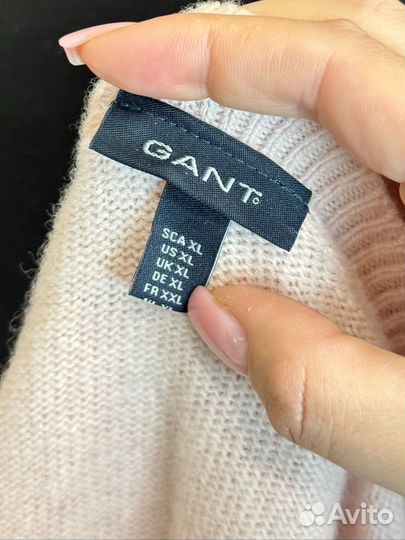 GANT
SCA XL
US XL
UK XL
DE XL
FR XXL
Avito